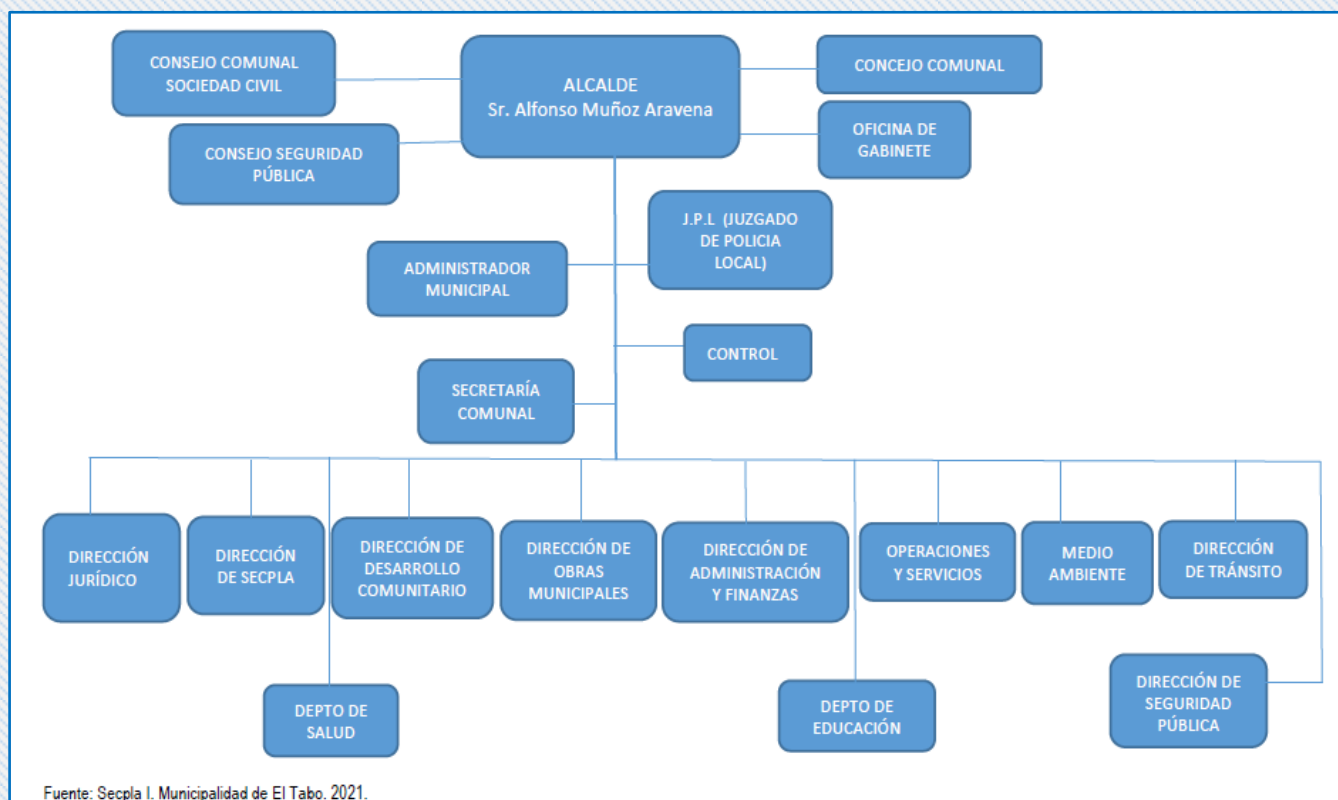 CONSEJO COMUNAL
SOCIEDAD CIVIL
ALCALDE
Sr. Alfonso Muñoz Aravena
CONCEJO COMUNAL
CONSEJO SEGURIDAD
PÚBLICA
OFICINA DE
GABINETE
J.P.L (JUZGADO
DE POLICIA
LOCAL)
ADMINISTRADOR
MUNICIPAL
CONTROL
SECRETARÍA
COMUNAL
DIRECCIÓN
JURÍDICO
DIRECCIÓN
DE SECPLA
DIRECCIÓN DE
DESARROLLO
COMUNITARIO
DIRECCIÓN DE
OBRAS
MUNICIPALES
DIRECCIÓN DE
ADMINISTRACIÓN
Y FINANZAS
OPERACIONES
Y SERVICIOS
MEDIO
AMBIENTE
DIRECCIÓN
DE TRÁNSITO
DEPTO DE
SALUD
DEPTO DE
EDUCACIÓN
DIRECCIÓN DE
SEGURIDAD
PÚBLICA
Fuente: Secpla I. Municipalidad de El Tabo. 2021.